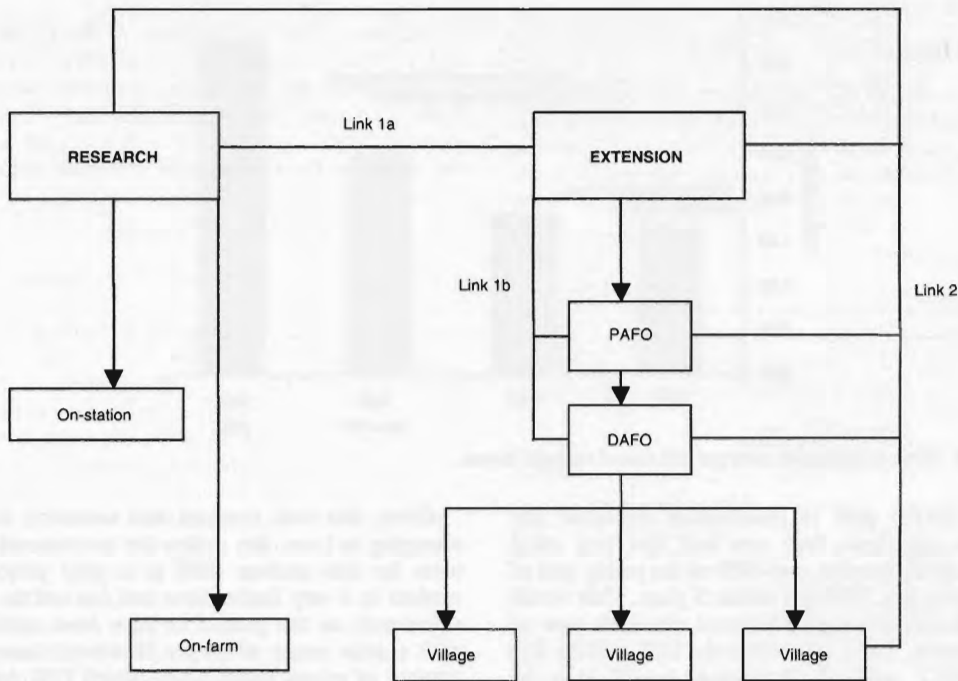 Link 1a
RESEARCH
EXTENSION
Link 1b
Link 2
PAFO
On-station
DAFO
On-farm
Village
Village
Village